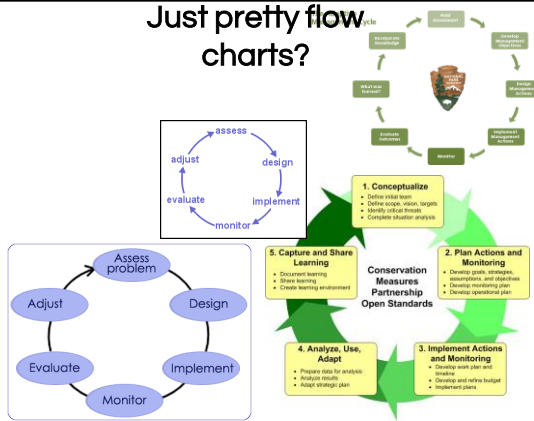 Just pretty flow
charts?
Cycle
Develop
Management
Objectives
Design
Management
Actions
Implement
Management
Actions
Monitor
Evaluate
Outcomes
What was
learned?
Incorporate
Knowledge
NATIONAL
PARK
SERVICE
assess
design
implement
monitor
evaluate
adjust
Assess
problem
Design
Implement
Monitor
Evaluate
Adjust
1. Conceptualize
• Define initial team
• Define scope, vision, targets
• Identify critical threats
• Complete situation analysis
2. Plan Actions and
Monitoring
• Develop goals, strategies,
assumptions, and objectives
• Develop monitoring plan
• Develop operational plan
3. Implement Actions
and Monitoring
• Develop work plan and
timeline
• Develop and refine budget
• Implement plans
4. Analyze, Use,
Adapt
• Prepare data for analysis
• Analyze results
• Adapt strategic plan
5. Capture and Share
Learning
• Document learning
• Share learning
• Create learning environment
Conservation
Measures
Partnership
Open Standards